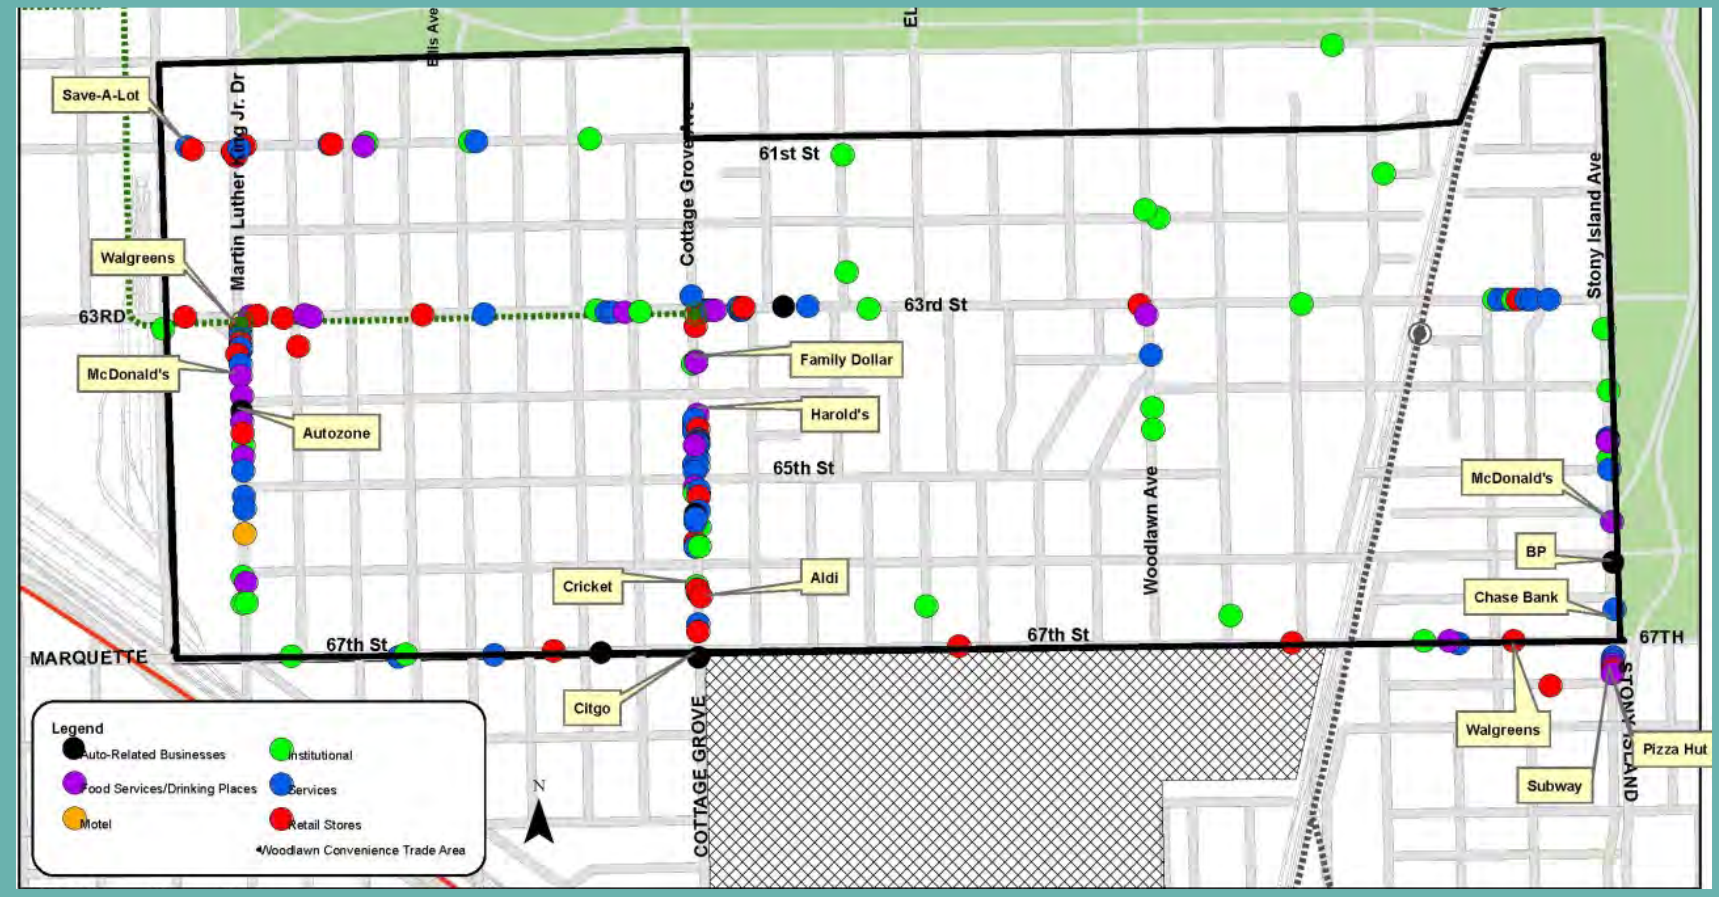 Ellis Ave
EL
Save-A-Lot
Martin Luther King Jr. Dr
Cottage Grove Ave
61st St
Stony Island Ave
Walgreens
63RD
63rd St
McDonald's
Family Dollar
Autozone
Harold's
65th St
McDonald's
Woodlawn Ave
BP
Cricket
Aldi
Chase Bank
MARQUETTE
67th St
67th St
67TH
Citgo
COTTAGE GROVE
Walgreens
STONY ISLAND
Pizza Hut
Subway
N
Legend
Auto-Related Businesses
Institutional
Food Services/Drinking Places
Services
Motel
Retail Stores
Woodlawn Convenience Trade Area